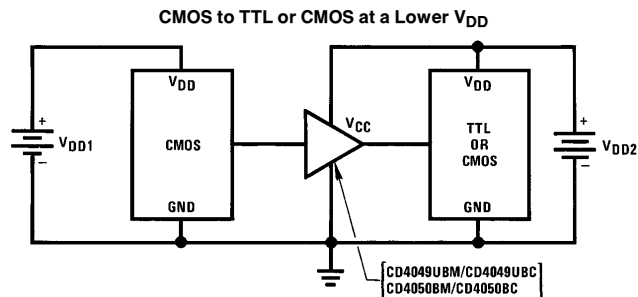 CMOS to TTL or CMOS at a Lower VDD
VDD
VCC
VDD
+
VDD1
−
CMOS
TTL
OR
CMOS
+
VDD2
−
GND
GND
CD4049UBM/CD4049UBC
CD4050BM/CD4050BC